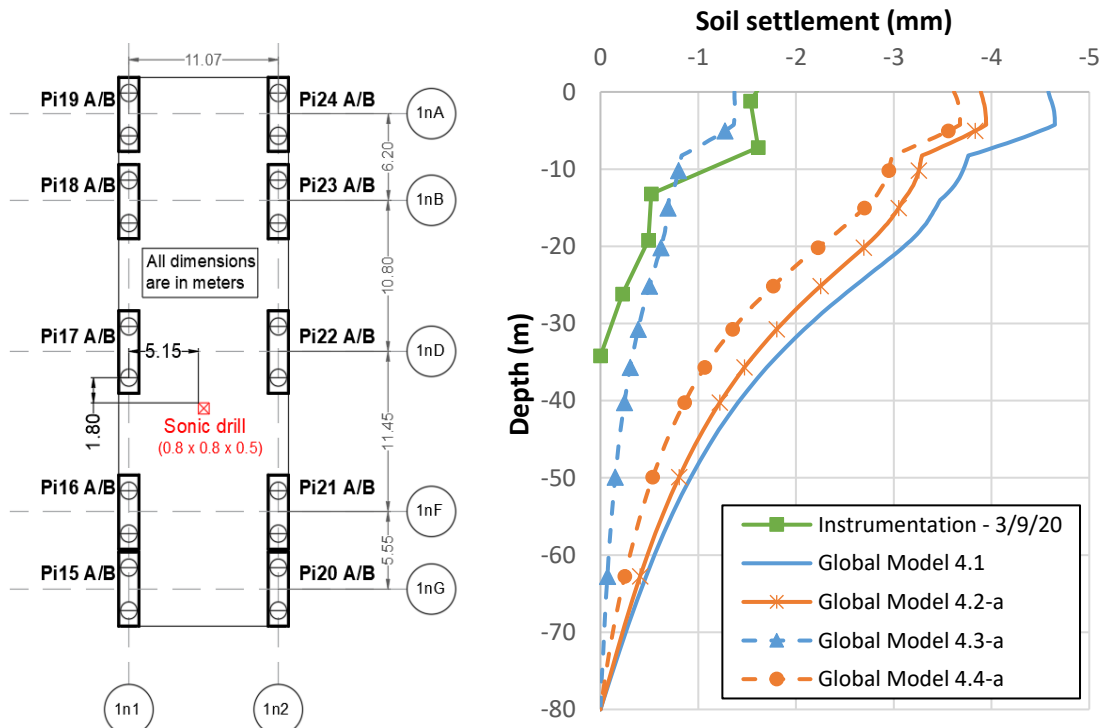 11.07
Pi19 A/B
Pi24 A/B
1nA
6.20
Pi18 A/B
Pi23 A/B
1nB
All dimensions
are in meters
10.80
Pi17 A/B
Pi22 A/B
1nD
5.15
1.80
Sonic drill
(0.8 x 0.8 x 0.5)
11.45
Pi16 A/B
Pi21 A/B
1nF
5.55
Pi15 A/B
Pi20 A/B
1nG
1n1
1n2
Soil settlement (mm)
0
-1
-2
-3
-4
-5
Depth (m)
0
-10
-20
-30
-40
-50
-60
-70
-80
Instrumentation - 3/9/20
Global Model 4.1
Global Model 4.2-a
Global Model 4.3-a
Global Model 4.4-a